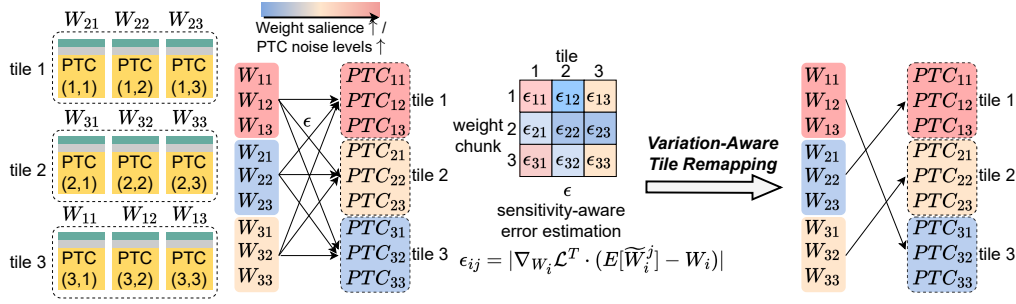 W21 W22 W23
tile 1
PTC (1,1) PTC (1,2) PTC (1,3)
W31 W32 W33
tile 2
PTC (2,1) PTC (2,2) PTC (2,3)
W11 W12 W13
tile 3
PTC (3,1) PTC (3,2) PTC (3,3)
Weight salience ↑ /
PTC noise levels ↑
W11
W12
W13
W21
W22
W23
W31
W32
W33
ϵ
PTC11
PTC12
PTC13
tile 1
PTC21
PTC22
PTC23
tile 2
PTC31
PTC32
PTC33
tile 3
tile
1 2 3
weight
chunk
1 ϵ11 ϵ12 ϵ13
2 ϵ21 ϵ22 ϵ23
3 ϵ31 ϵ32 ϵ33
ϵ
sensitivity-aware
error estimation
ϵij = |∇Wi L^T · (E[W̃i^j] − Wi)|
Variation-Aware
Tile Remapping
W11
W12
W13
W21
W22
W23
W31
W32
W33
PTC11
PTC12
PTC13
tile 1
PTC21
PTC22
PTC23
tile 2
PTC31
PTC32
PTC33
tile 3